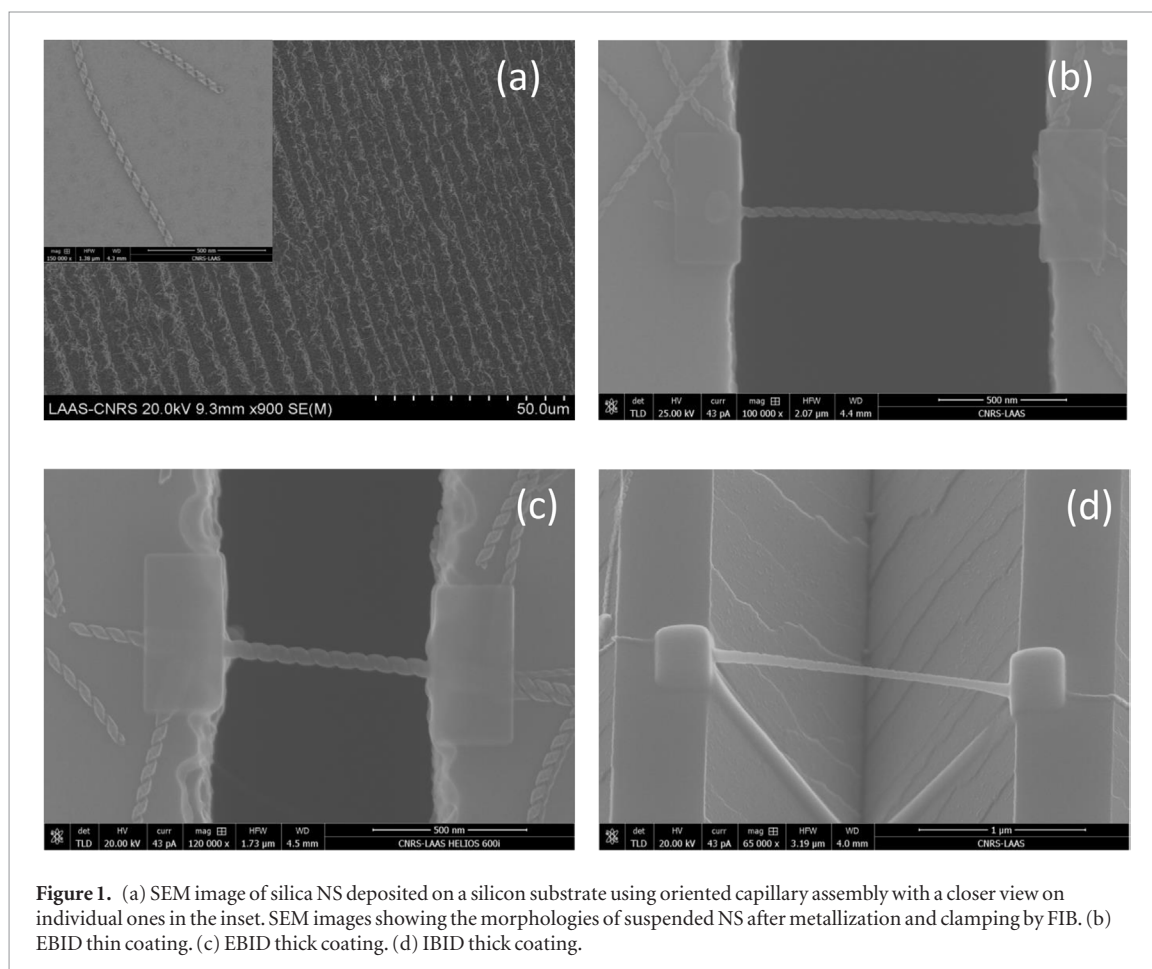 (a)
mag HFW WD 500 nm
150 000 x 1.38 µm 4.3 mm CNRS-LAAS
LAAS-CNRS 20.0kV 9.3mm x900 SE(M) 50.0um
(b)
det HV curr mag HFW WD 500 nm
TLD 25.00 kV 43 pA 100 000 x 2.07 µm 4.4 mm CNRS-LAAS
(c)
det HV curr mag HFW WD 500 nm
TLD 20.00 kV 43 pA 120 000 x 1.73 µm 4.5 mm CNRS-LAAS HELIOS 600i
(d)
det HV curr mag HFW WD 1 µm
TLD 20.00 kV 43 pA 65 000 x 3.19 µm 4.0 mm CNRS-LAAS
Figure 1. (a) SEM image of silica NS deposited on a silicon substrate using oriented capillary assembly with a closer view on
individual ones in the inset. SEM images showing the morphologies of suspended NS after metallization and clamping by FIB. (b)
EBID thin coating. (c) EBID thick coating. (d) IBID thick coating.